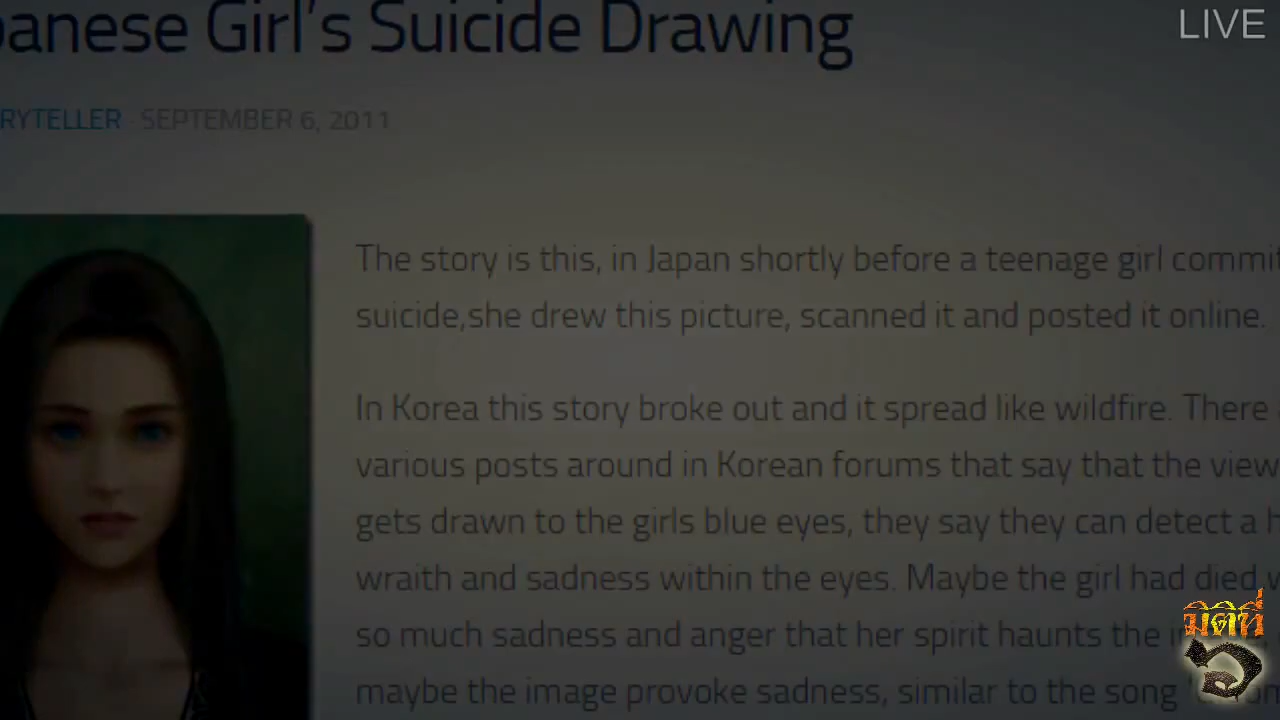 panese Girl's Suicide Drawing
LIVE
RYTELLER · SEPTEMBER 6, 2011
The story is this, in Japan shortly before a teenage girl commit
suicide,she drew this picture, scanned it and posted it online.
In Korea this story broke out and it spread like wildfire. There
various posts around in Korean forums that say that the view
gets drawn to the girls blue eyes, they say they can detect a h
wraith and sadness within the eyes. Maybe the girl had died
so much sadness and anger that her spirit haunts the
maybe the image provoke sadness, similar to the song
มิติที่
๖